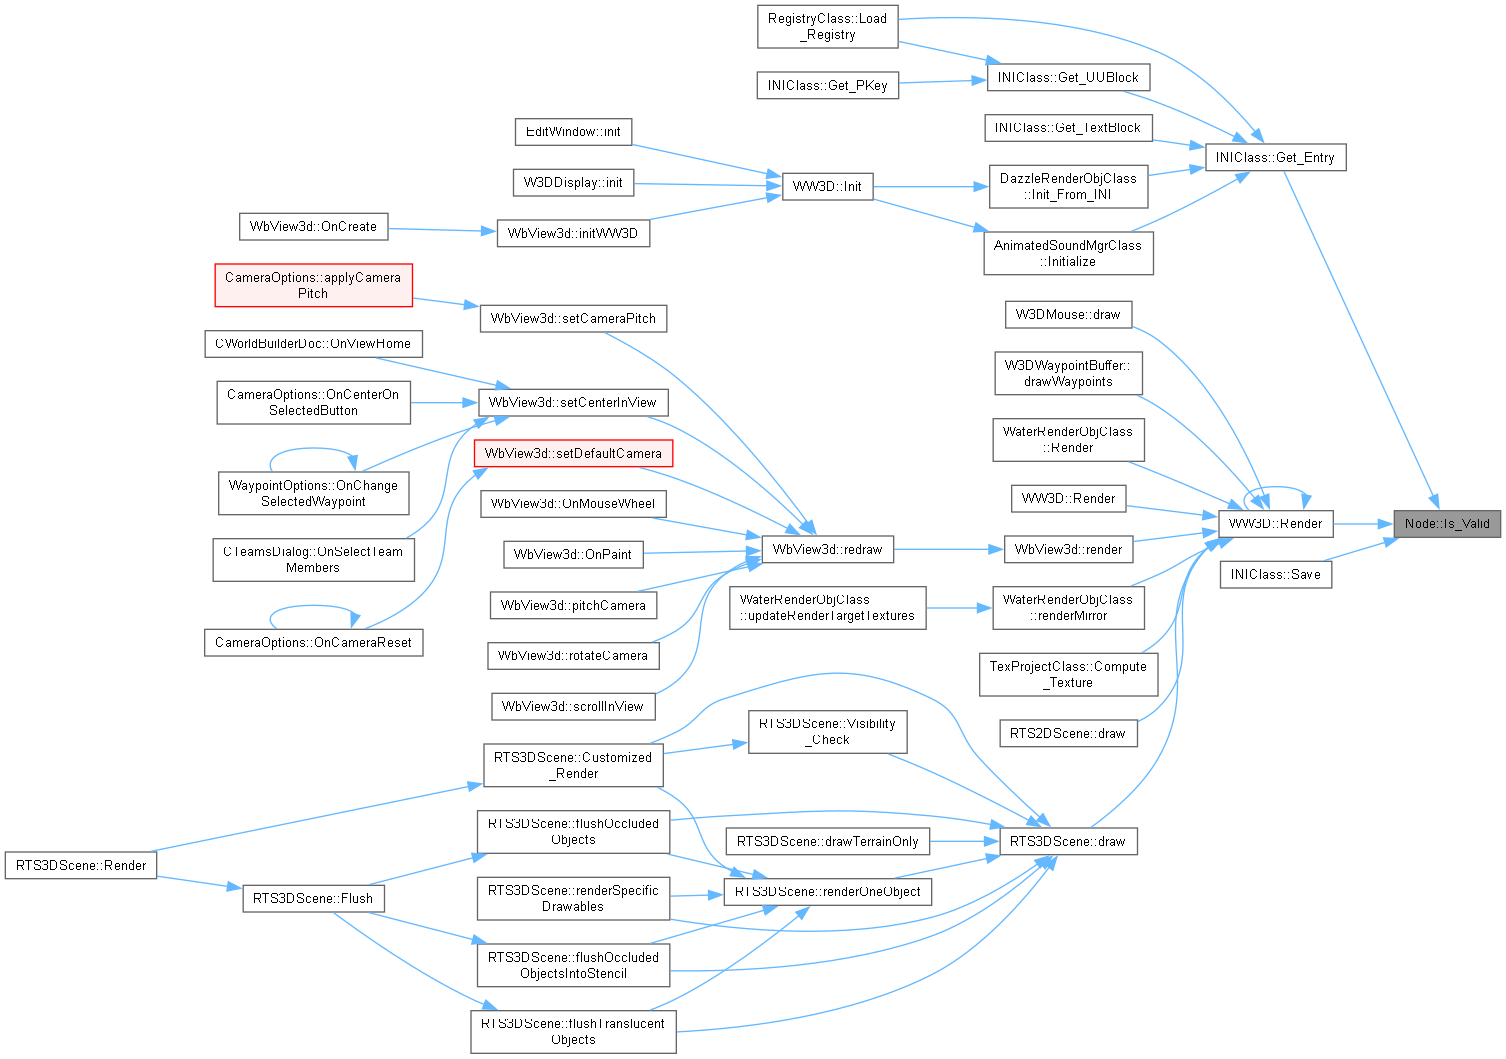 RegistryClass::Load
_Registry
INIClass::Get_UUBlock
INIClass::Get_PKey
EditWindow::init
INIClass::Get_TextBlock
INIClass::Get_Entry
W3DDisplay::init
WW3D::Init
DazzleRenderObjClass
::Init_From_INI
WbView3d::OnCreate
WbView3d::initWW3D
AnimatedSoundMgrClass
::Initialize
CameraOptions::applyCamera
Pitch
WbView3d::setCameraPitch
W3DMouse::draw
CWorldBuilderDoc::OnViewHome
W3DWaypointBuffer::
drawWaypoints
CameraOptions::OnCenterOn
SelectedButton
WbView3d::setCenterInView
WaterRenderObjClass
::Render
WbView3d::setDefaultCamera
WaypointOptions::OnChange
SelectedWaypoint
WbView3d::OnMouseWheel
WW3D::Render
WW3D::Render
Node::Is_Valid
CTeamsDialog::OnSelectTeam
Members
WbView3d::OnPaint
WbView3d::redraw
WbView3d::render
INIClass::Save
WbView3d::pitchCamera
WaterRenderObjClass
::updateRenderTargetTextures
WaterRenderObjClass
::renderMirror
CameraOptions::OnCameraReset
WbView3d::rotateCamera
TexProjectClass::Compute
_Texture
WbView3d::scrollInView
RTS3DScene::Visibility
_Check
RTS2DScene::draw
RTS3DScene::Customized
_Render
RTS3DScene::flushOccluded
Objects
RTS3DScene::drawTerrainOnly
RTS3DScene::draw
RTS3DScene::Render
RTS3DScene::Flush
RTS3DScene::renderSpecific
Drawables
RTS3DScene::renderOneObject
RTS3DScene::flushOccluded
ObjectsIntoStencil
RTS3DScene::flushTranslucent
Objects